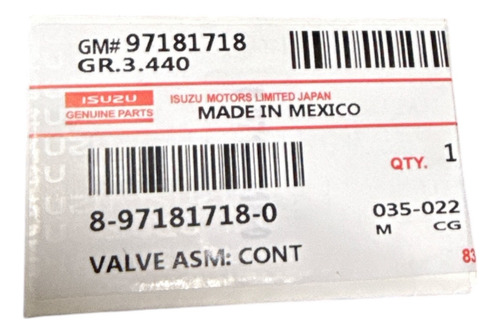 GM# 97181718
GR.3.440
ISUZU
GENUINE PARTS
ISUZU MOTORS LIMITED JAPAN
MADE IN MEXICO
QTY. 1
8-97181718-0
035-022
M CG
VALVE ASM: CONT